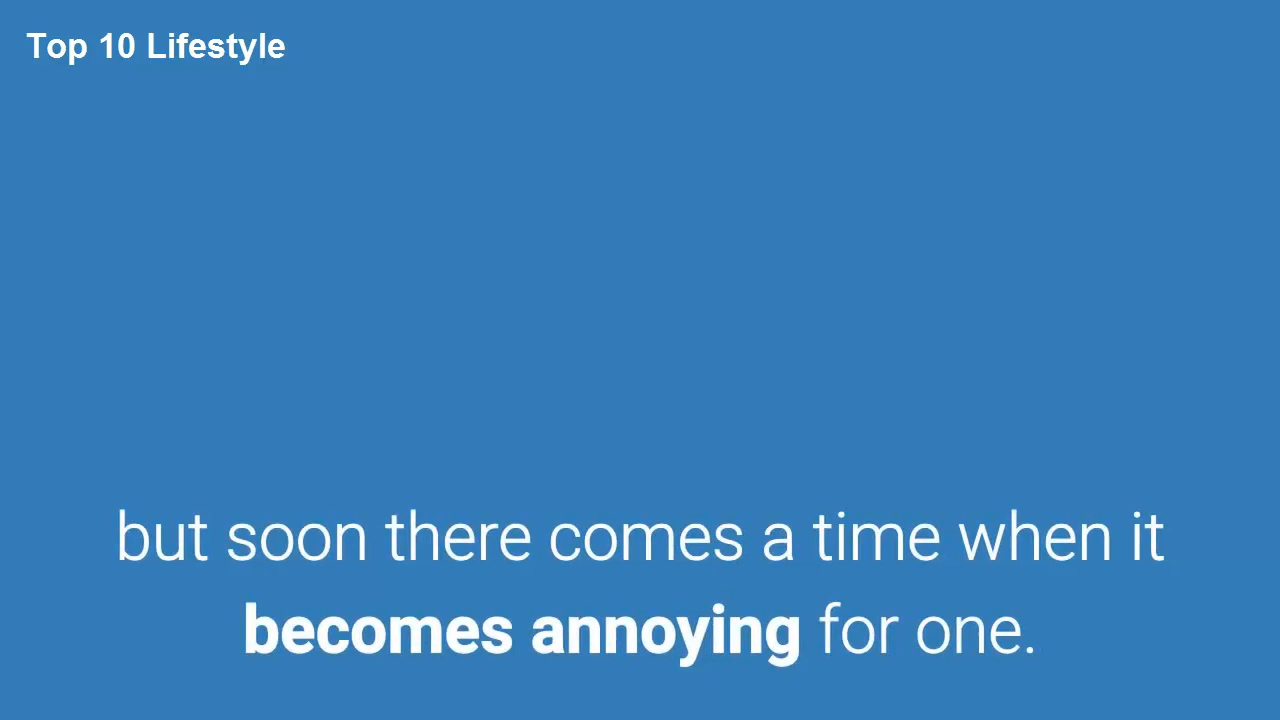 Top 10 Lifestyle
but soon there comes a time when it
becomes annoying for one.